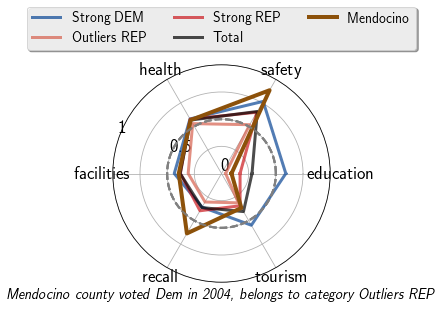 Strong DEM Strong REP Mendocino
Outliers REP Total
health safety
1
0.5
0
facilities education
recall tourism
Mendocino county voted Dem in 2004, belongs to category Outliers REP